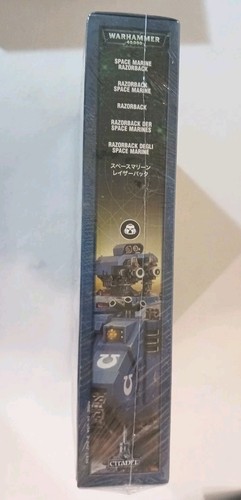 WARHAMMER
40,000
SPACE MARINE
RAZORBACK
RAZORBACK
SPACE MARINE
RAZORBACK
RAZORBACK DER
SPACE MARINES
RAZORBACK DEGLI
SPACE MARINE
スペースマリーン
レイザーバック
CITADEL